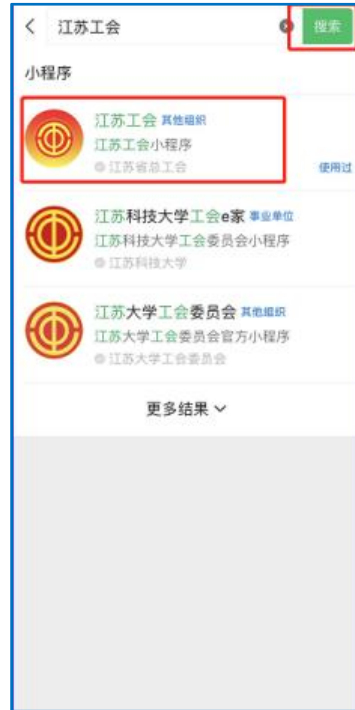 江苏工会 搜索
小程序
江苏工会 其他组织
江苏工会小程序
江苏省总工会 使用过
江苏科技大学工会e家 事业单位
江苏科技大学工会委员会小程序
江苏科技大学
江苏大学工会委员会 其他组织
江苏大学工会委员会官方小程序
江苏大学工会委员会
更多结果